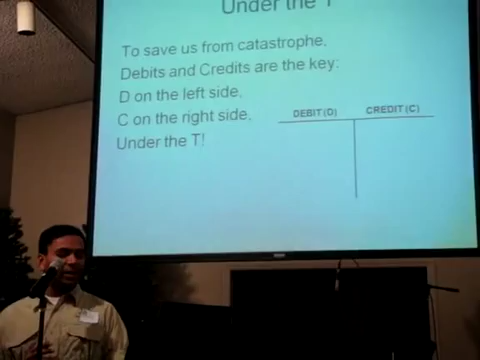 Under the T
To save us from catastrophe,
Debits and Credits are the key:
D on the left side,
C on the right side,
Under the T!
DEBIT(D) CREDIT(C)